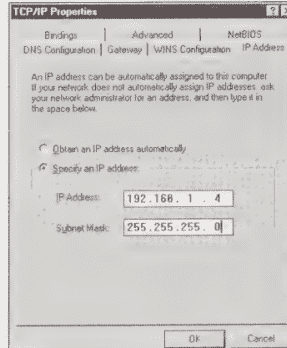 TCP/IP Properties
Bindings Advanced NetBIOS
DNS Configuration Gateway WINS Configuration IP Address
An IP address can be automatically assigned to this computer
If your network does not automatically assign IP addresses, ask
your network administrator for an address, and then type it in
the space below.
Obtain an IP address automatically
Specify an IP address:
IP Address: 192.168. 1 . 4
Subnet Mask: 255.255.255. 0
OK Cancel